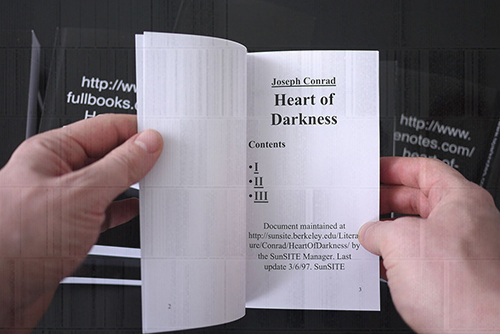 http://ww
fullbooks.
Joseph Conrad
Heart of
Darkness
Contents
•I
•II
•III
Document maintained at
http://sunsite.berkeley.edu/Litera
ure/Conrad/HeartOfDarkness/ by
the SunSITE Manager. Last
update 3/6/97. SunSITE
2
3
http://www.
enotes.com/
heart-of-